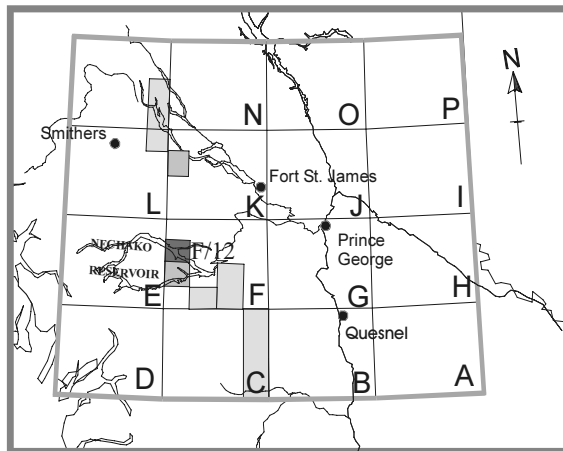 N
N O P
Smithers
Fort St. James
L K J I
Prince
George
NECHAKO
F/12
RESERVOIR
E F G H
Quesnel
D C B A